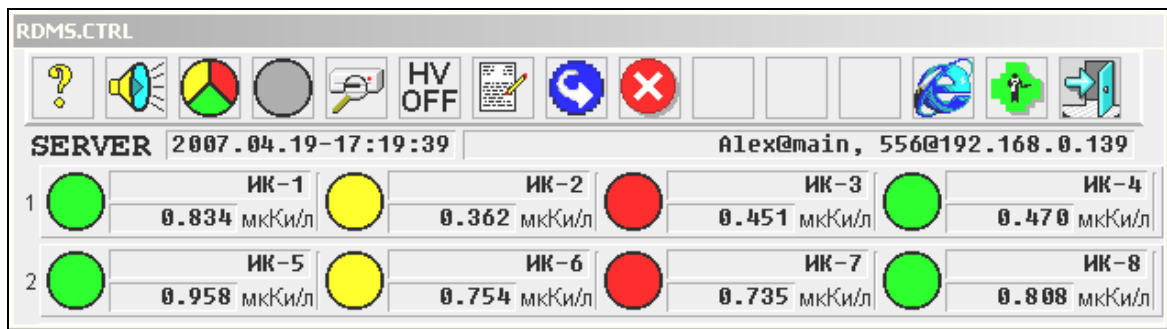 RDMS.CTRL
? HV OFF
SERVER 2007.04.19-17:19:39 Alex@main, 556@192.168.0.139
1 ИК-1 ИК-2 ИК-3 ИК-4
0.834 мкКи/л 0.362 мкКи/л 0.451 мкКи/л 0.470 мкКи/л
2 ИК-5 ИК-6 ИК-7 ИК-8
0.958 мкКи/л 0.754 мкКи/л 0.735 мкКи/л 0.808 мкКи/л